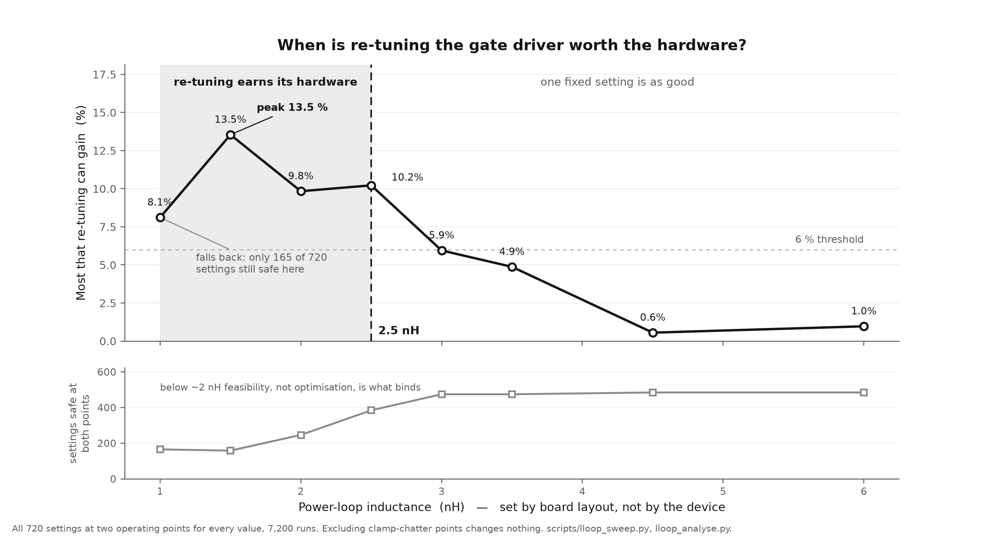 When is re-tuning the gate driver worth the hardware?
Most that re-tuning can gain (%)
17.5
15.0
12.5
10.0
7.5
5.0
2.5
0.0
re-tuning earns its hardware
one fixed setting is as good
peak 13.5 %
13.5%
9.8%
10.2%
8.1%
5.9%
4.9%
6 % threshold
falls back: only 165 of 720
settings still safe here
0.6%
1.0%
2.5 nH
settings safe at
both points
600
400
200
0
below ~2 nH feasibility, not optimisation, is what binds
1
2
3
4
5
6
Power-loop inductance (nH) — set by board layout, not by the device
All 720 settings at two operating points for every value, 7,200 runs. Excluding clamp-chatter points changes nothing. scripts/lloop_sweep.py, lloop_analyse.py.